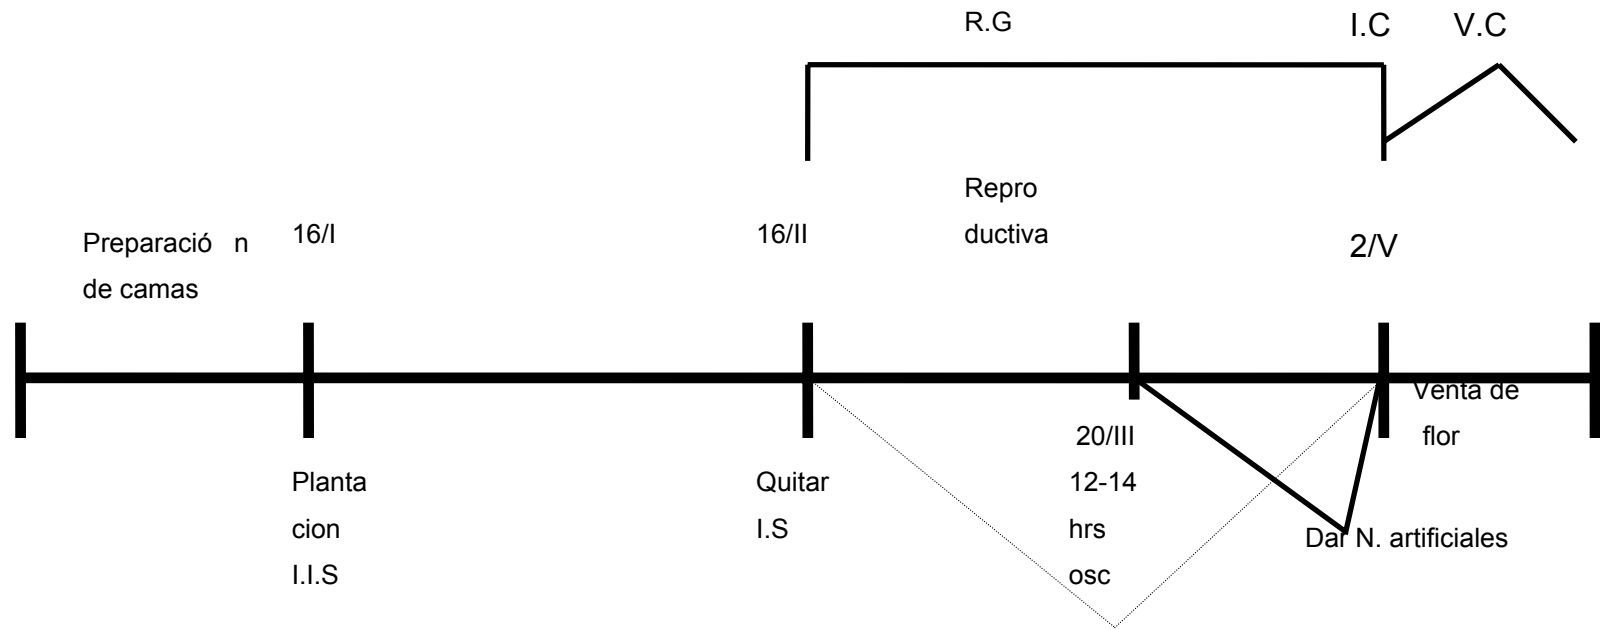 R.G
I.C
V.C
Repro
ductiva
Preparació n
de camas
16/I
16/II
2/V
Venta de
flor
20/III
12-14
hrs
osc
Planta
cion
I.I.S
Quitar
I.S
Dar N. artificiales